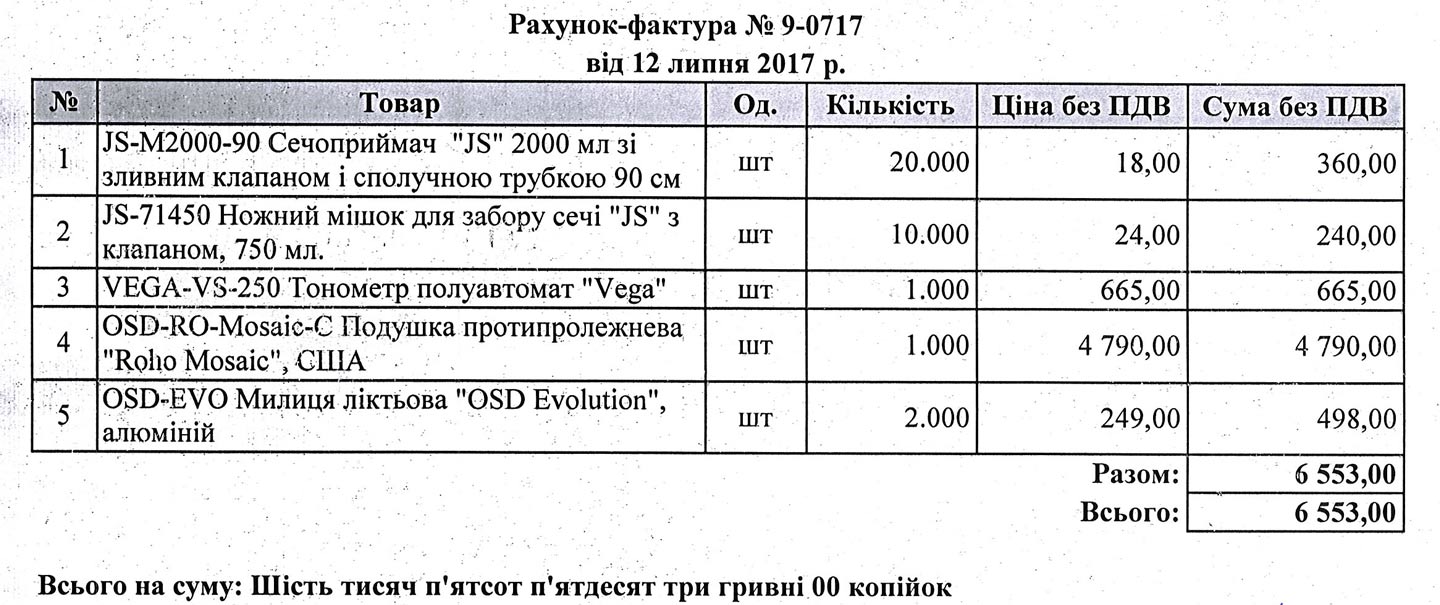 Рахунок-фактура № 9-0717
від 12 липня 2017 р.
№ Товар Од. Кількість Ціна без ПДВ Сума без ПДВ
1 JS-M2000-90 Сечоприймач "JS" 2000 мл зі зливним клапаном і сполучною трубкою 90 см шт 20.000 18,00 360,00
2 JS-71450 Ножний мішок для забору сечі "JS" з клапаном, 750 мл. шт 10.000 24,00 240,00
3 VEGA-VS-250 Тонометр полуавтомат "Vega" шт 1.000 665,00 665,00
4 OSD-RO-Mosaic-C Подушка протипролежнева "Roho Mosaic", США шт 1.000 4 790,00 4 790,00
5 OSD-EVO Милиця ліктьова "OSD Evolution", алюміній шт 2.000 249,00 498,00
Разом: 6 553,00
Всього: 6 553,00
Всього на суму: Шість тисяч п'ятсот п'ятдесят три гривні 00 копійок